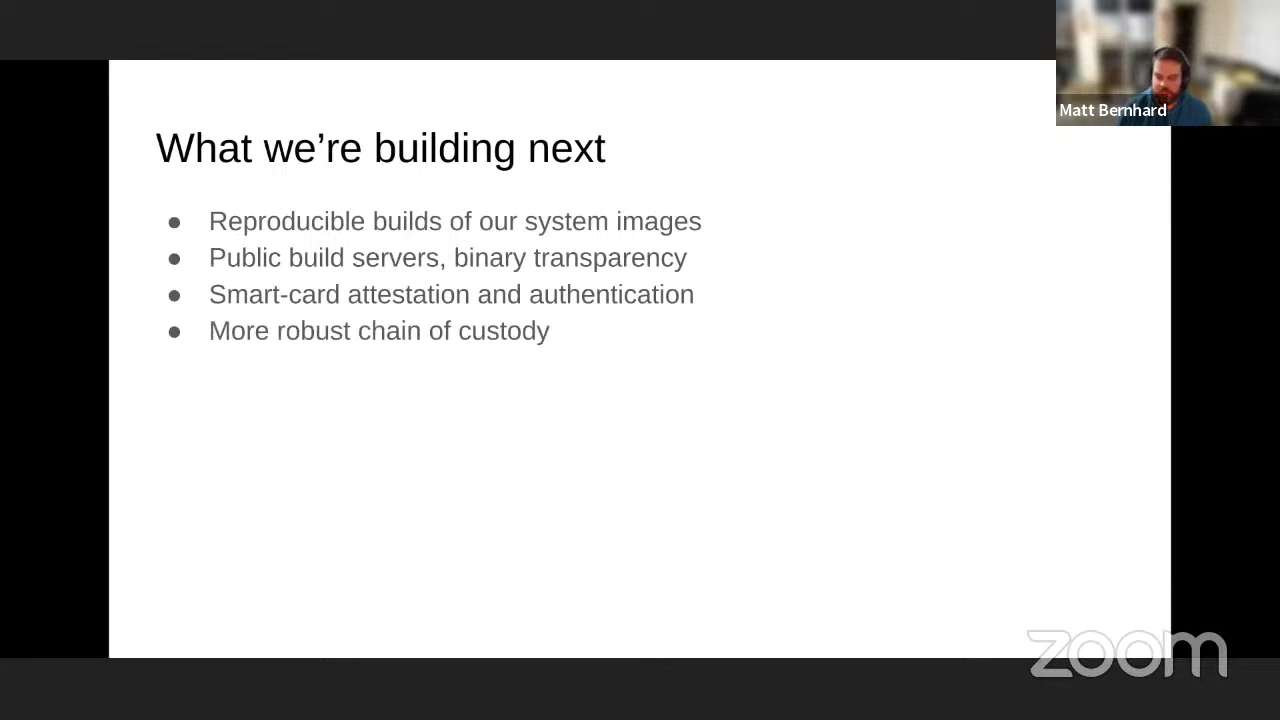 Matt Bernhard
What we’re building next
● Reproducible builds of our system images
● Public build servers, binary transparency
● Smart-card attestation and authentication
● More robust chain of custody
zoom